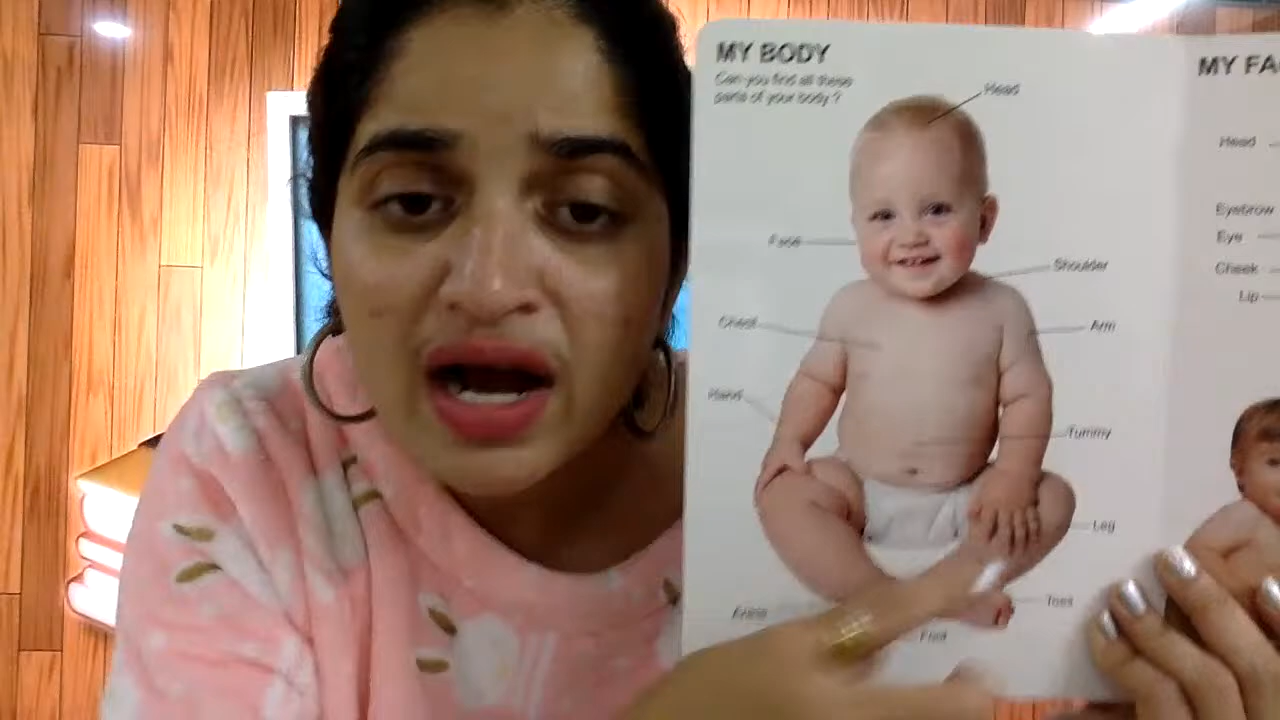 MY BODY
Can you find all these
parts of your body ?
Head
Face
Shoulder
Chest
Arm
Hand
Tummy
Leg
Ankle
Toes
Foot
MY FA
Head
Eyebrow
Eye
Cheek
Lip